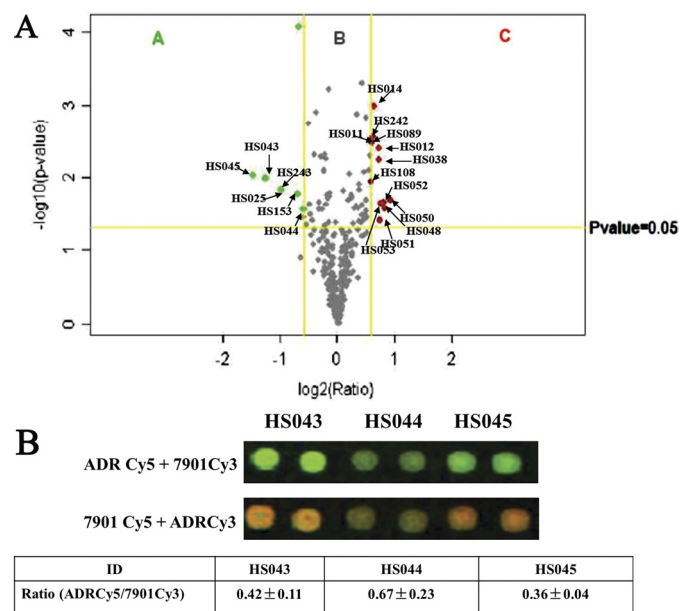 A
A B C
4
3
2
1
0
-log10(p-value)
HS014
HS242
HS011
HS089
HS012
HS038
HS043
HS045
HS243
HS025
HS153
HS044
HS108
HS052
HS050
HS048
HS051
HS053
Pvalue=0.05
-2 -1 0 1 2
log2(Ratio)
B
HS043 HS044 HS045
ADR Cy5 + 7901Cy3
7901 Cy5 + ADRCy3
ID HS043 HS044 HS045
Ratio (ADRCy5/7901Cy3) 0.42±0.11 0.67±0.23 0.36±0.04